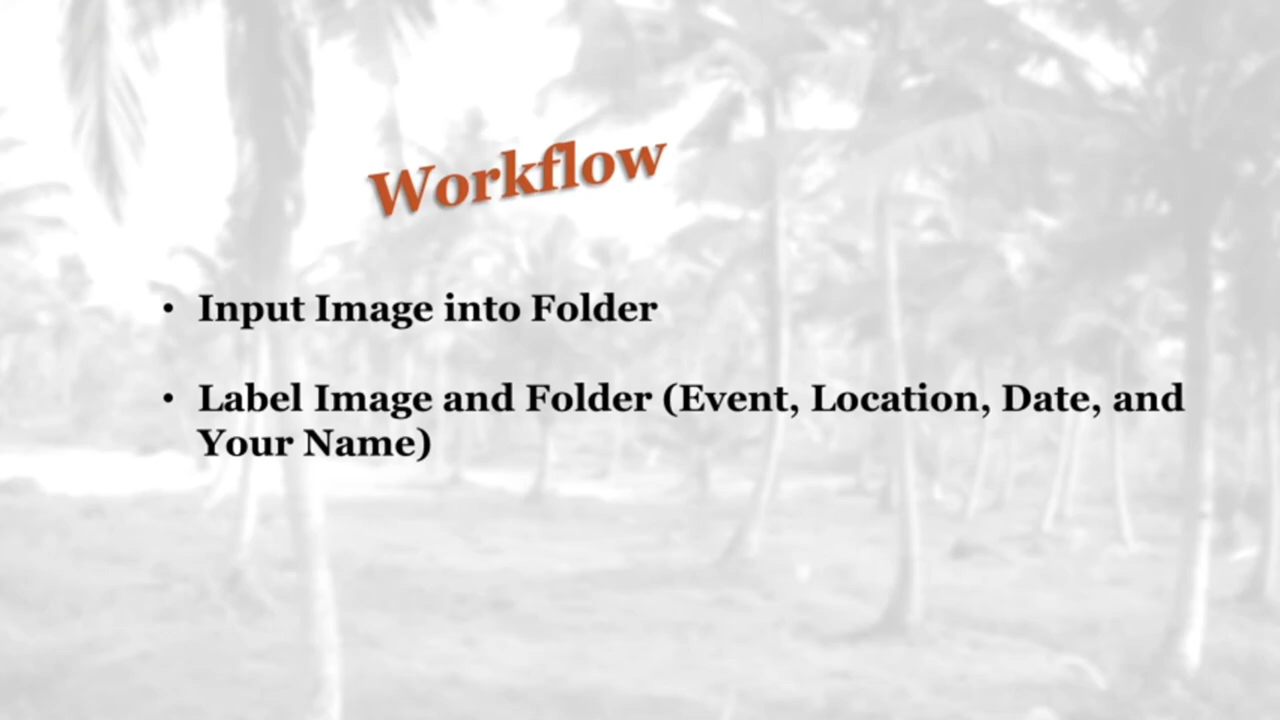 Workflow
• Input Image into Folder
• Label Image and Folder (Event, Location, Date, and
Your Name)